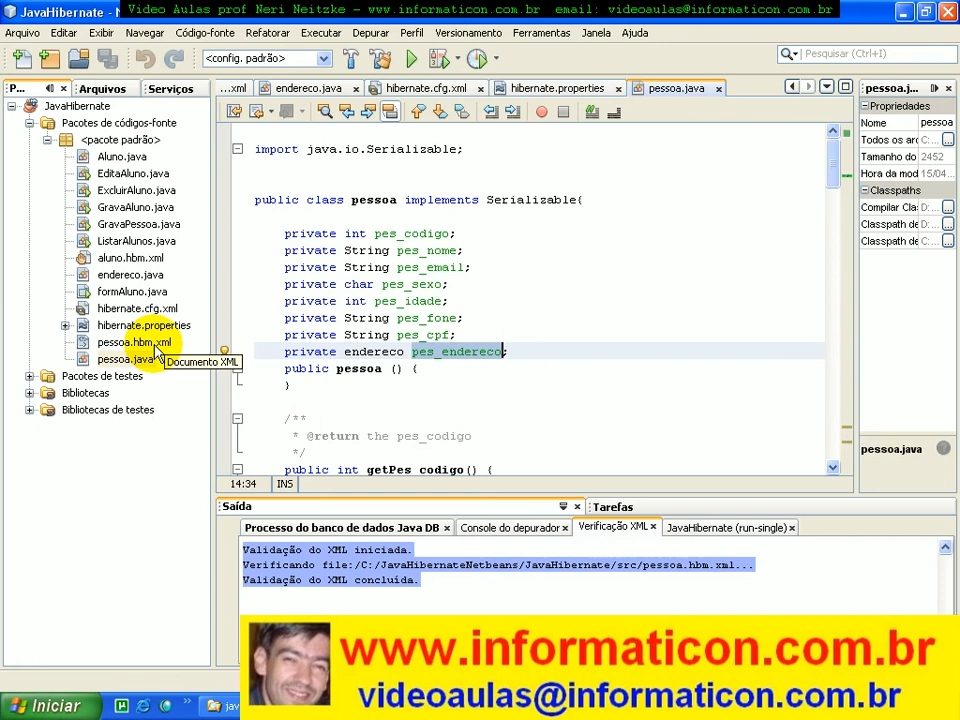 JavaHibernate - N
Video Aulas prof Neri Neitzke – www.informaticon.com.br email: videoaulas@informaticon.com.br
Arquivo Editar Exibir Navegar Código-fonte Refatorar Executar Depurar Perfil Versionamento Ferramentas Janela Ajuda
<config. padrão>
Pesquisar (Ctrl+I)
P... Arquivos Serviços
...xml endereco.java hibernate.cfg.xml hibernate.properties pessoa.java
pessoa.j...
JavaHibernate
Pacotes de códigos-fonte
<pacote padrão>
Aluno.java
EditaAluno.java
ExcluirAluno.java
GravaAluno.java
GravaPessoa.java
ListarAlunos.java
aluno.hbm.xml
endereco.java
formAluno.java
hibernate.cfg.xml
hibernate.properties
pessoa.hbm.xml
pessoa.java
Documento XML
Pacotes de testes
Bibliotecas
Bibliotecas de testes
import java.io.Serializable;
public class pessoa implements Serializable{
private int pes_codigo;
private String pes_nome;
private String pes_email;
private char pes_sexo;
private int pes_idade;
private String pes_fone;
private String pes_cpf;
private endereco pes_endereco;
public pessoa () {
}
/**
* @return the pes_codigo
*/
public int getPes_codigo() {
14:34 INS
Propriedades
Nome pessoa
Todos os arc C:...
Tamanho do 2452
Hora da mod 15/04...
Classpaths
Compilar Cla: D:...
Classpath de C:...
Classpath de D:...
pessoa.java
Saída
Tarefas
Processo do banco de dados Java DB Console do depurador Verificação XML JavaHibernate (run-single)
Validação do XML iniciada.
Verificando file:/C:/JavaHibernateNetbeans/JavaHibernate/src/pessoa.hbm.xml...
Validação do XML concluída.
www.informaticon.com.br
videoaulas@informaticon.com.br
Iniciar
jav